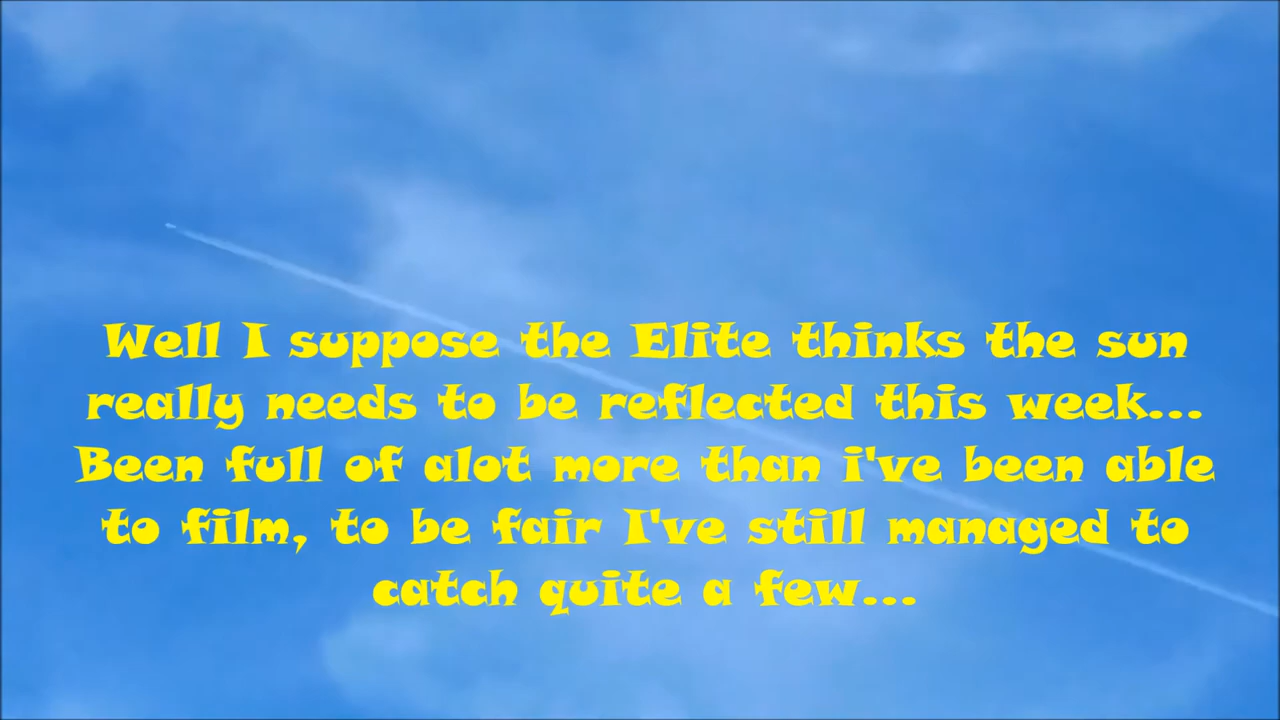 Well I suppose the Elite thinks the sun
really needs to be reflected this week...
Been full of alot more than i've been able
to film, to be fair I've still managed to
catch quite a few...